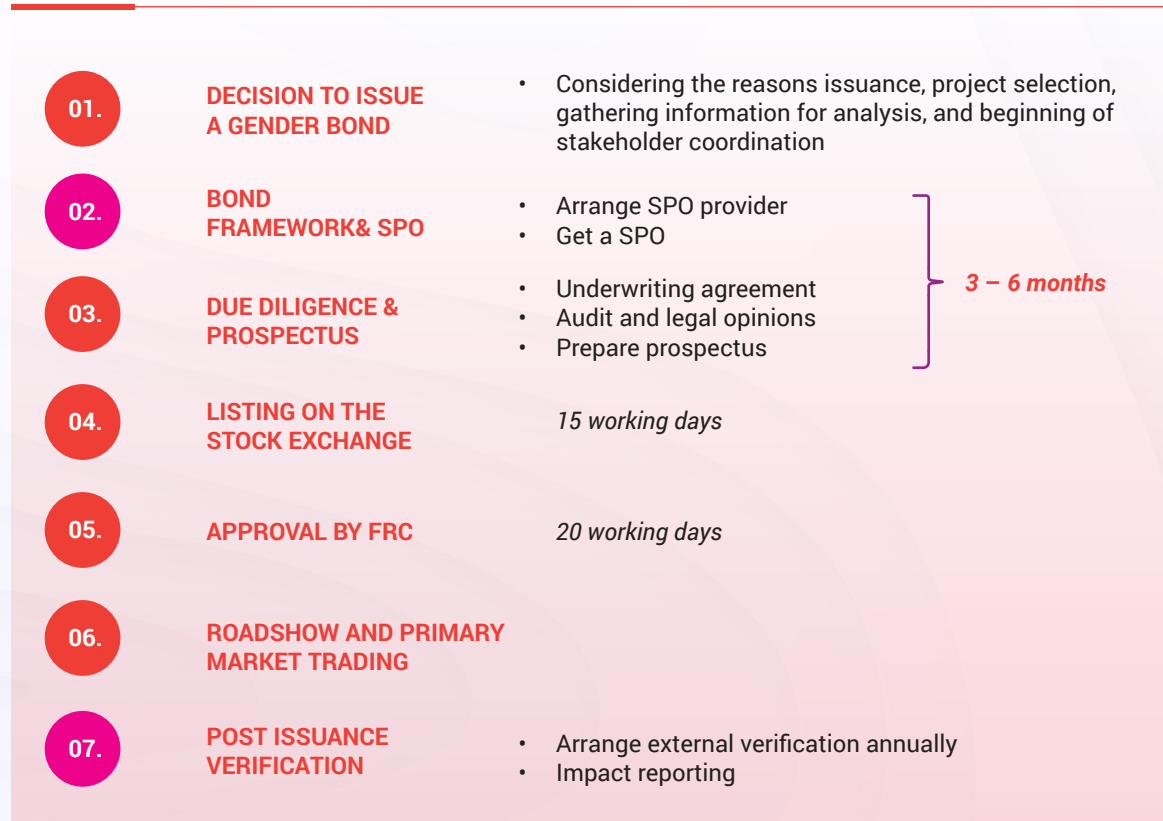 01.
DECISION TO ISSUE
A GENDER BOND
• Considering the reasons issuance, project selection,
gathering information for analysis, and beginning of
stakeholder coordination
02.
BOND
FRAMEWORK& SPO
• Arrange SPO provider
• Get a SPO
03.
DUE DILIGENCE &
PROSPECTUS
• Underwriting agreement
• Audit and legal opinions
• Prepare prospectus
3 – 6 months
04.
LISTING ON THE
STOCK EXCHANGE
15 working days
05.
APPROVAL BY FRC
20 working days
06.
ROADSHOW AND PRIMARY
MARKET TRADING
07.
POST ISSUANCE
VERIFICATION
• Arrange external verification annually
• Impact reporting